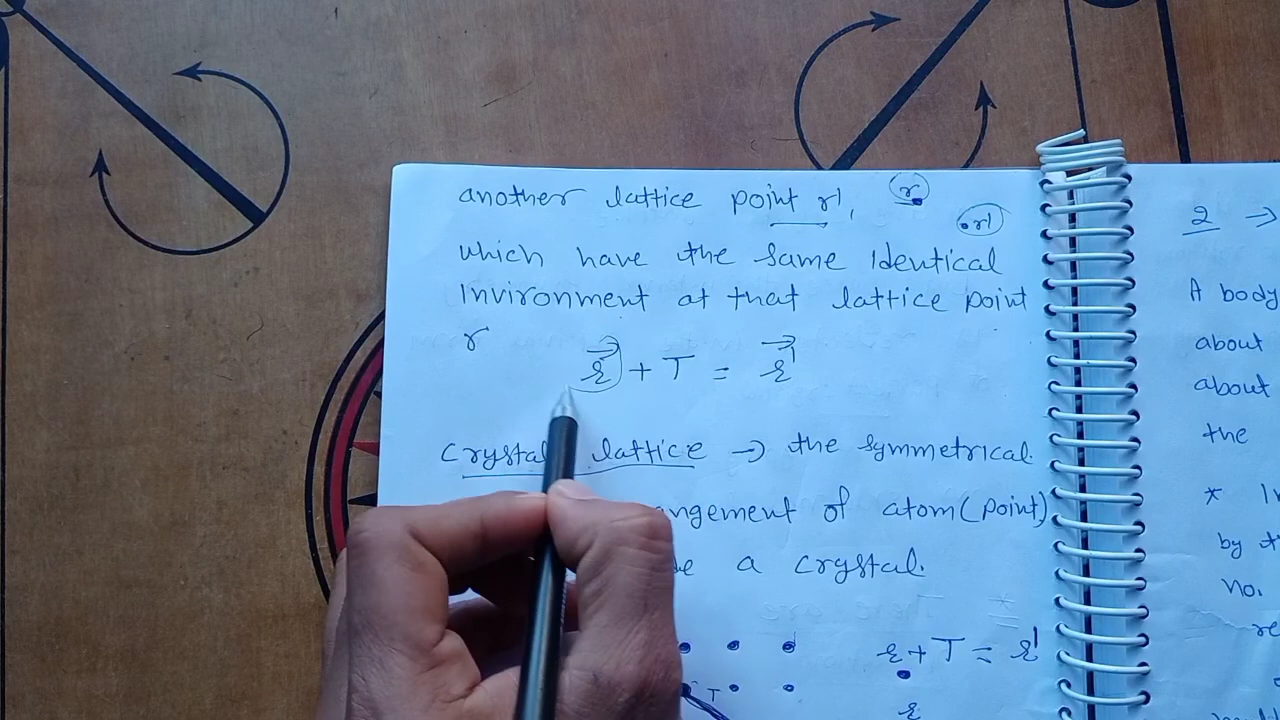 another lattice point r', r
.r'
which have the same Identical
Invironment at that lattice point
r
r + T = r'
crystal lattice → the symmetrical
angement of atom (point)
a crystal.
r + T = r'
T
r
2 →
A body
about
about
the
*
by
No.